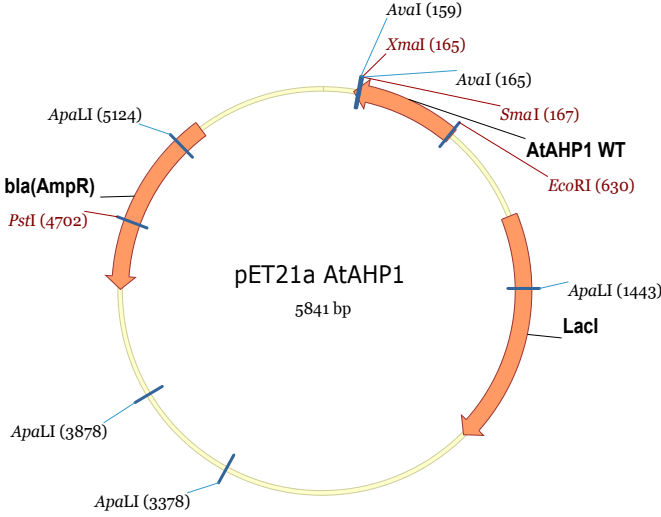 AvaI (159)
XmaI (165)
AvaI (165)
SmaI (167)
AtAHP1 WT
EcoRI (630)
ApaLI (5124)
bla(AmpR)
PstI (4702)
pET21a AtAHP1
5841 bp
ApaLI (1443)
LacI
ApaLI (3878)
ApaLI (3378)